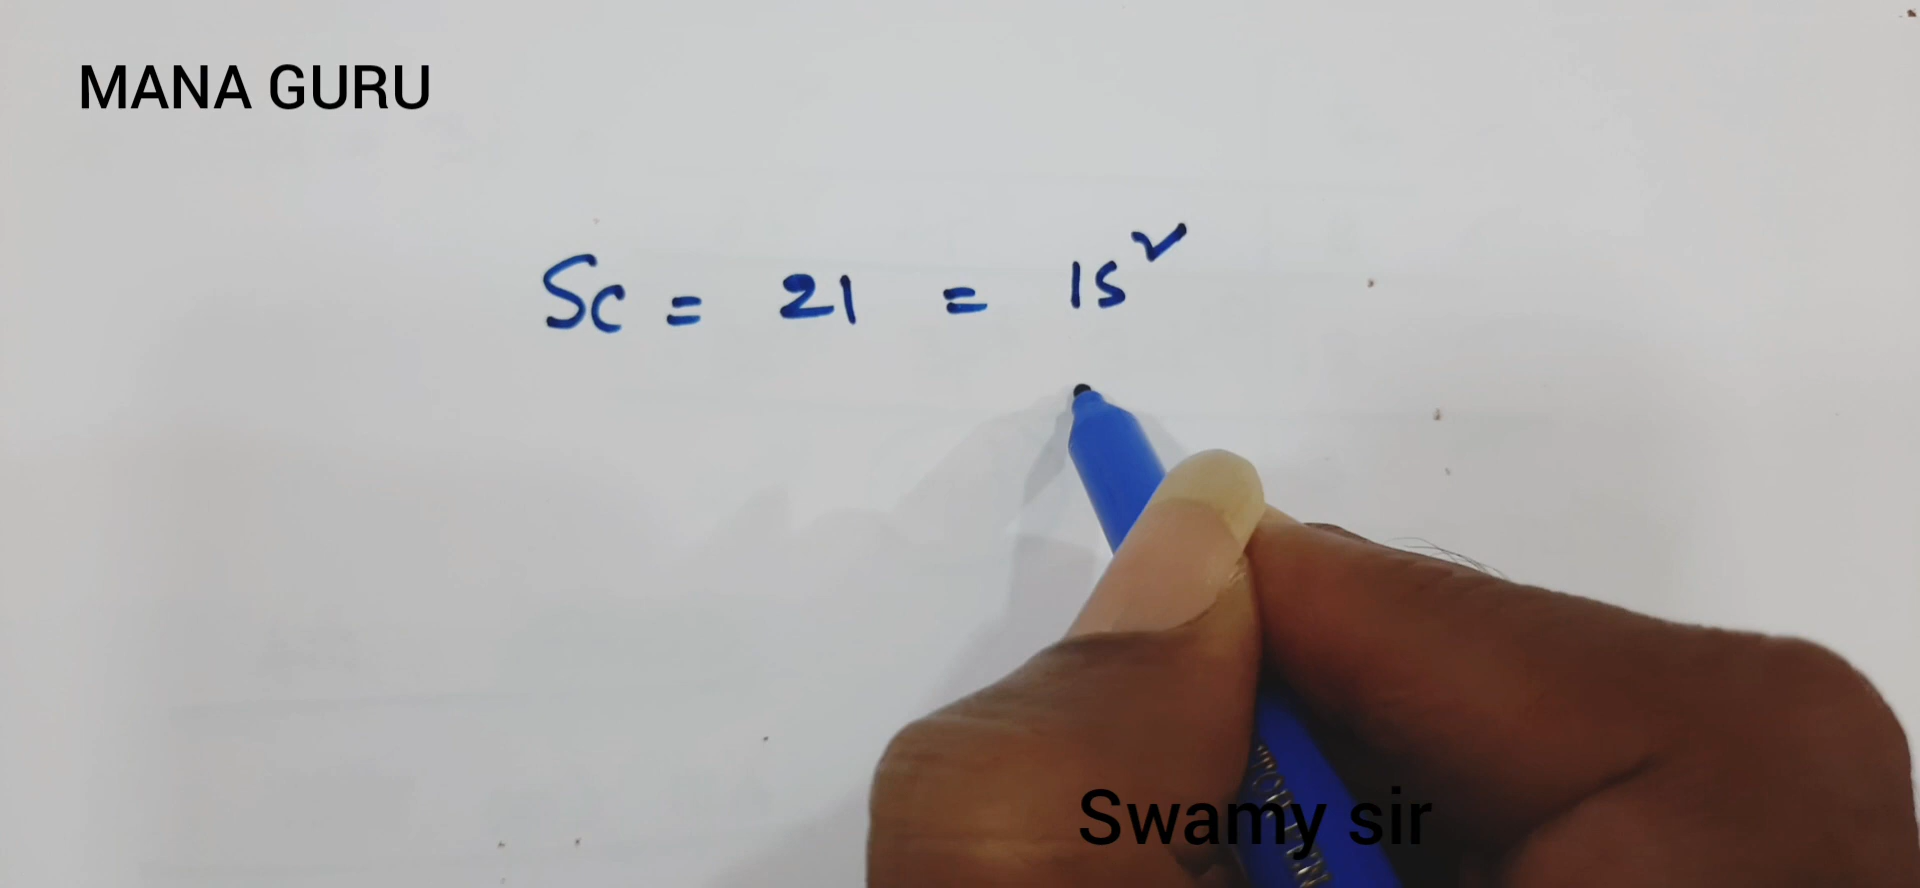 MANA GURU
Sc = 21 = 1s²
Swamy sir